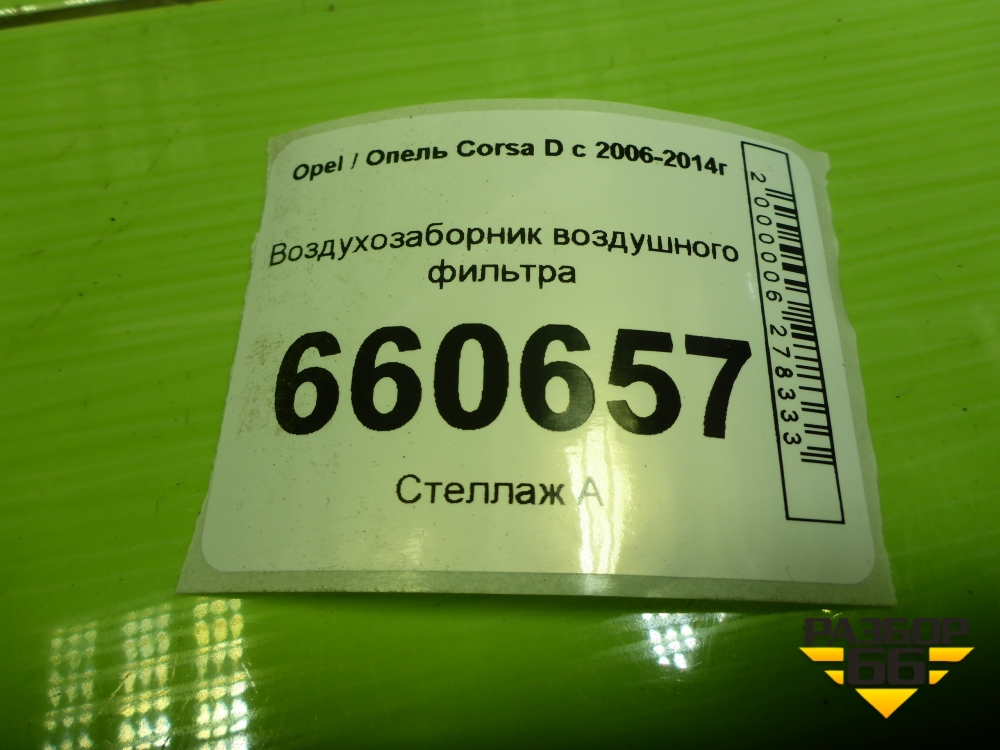 Opel / Опель Corsa D с 2006-2014г
Воздухозаборник воздушного
фильтра
660657
Стеллаж А
2000006278333
РАЗБОР
66